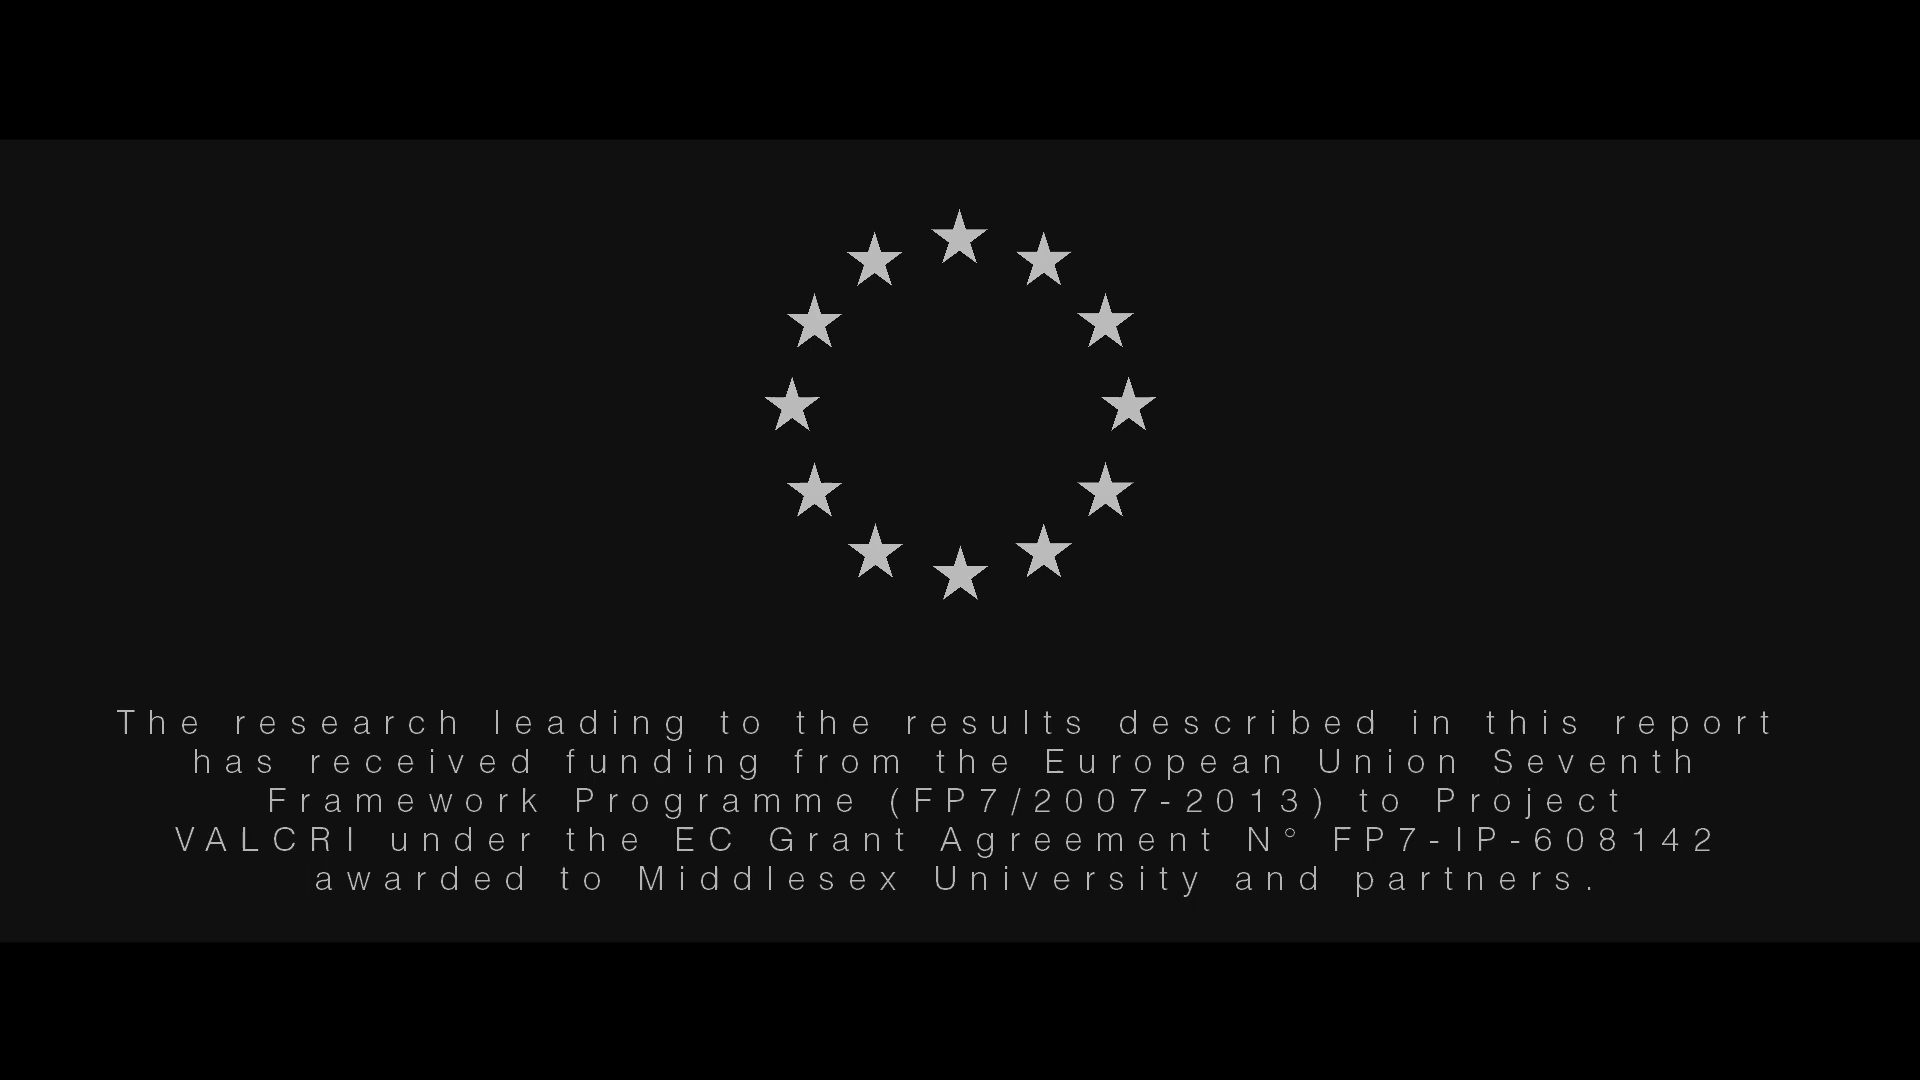 The research leading to the results described in this report
has received funding from the European Union Seventh
Framework Programme (FP7/2007-2013) to Project
VALCRI under the EC Grant Agreement N° FP7-IP-608142
awarded to Middlesex University and partners.